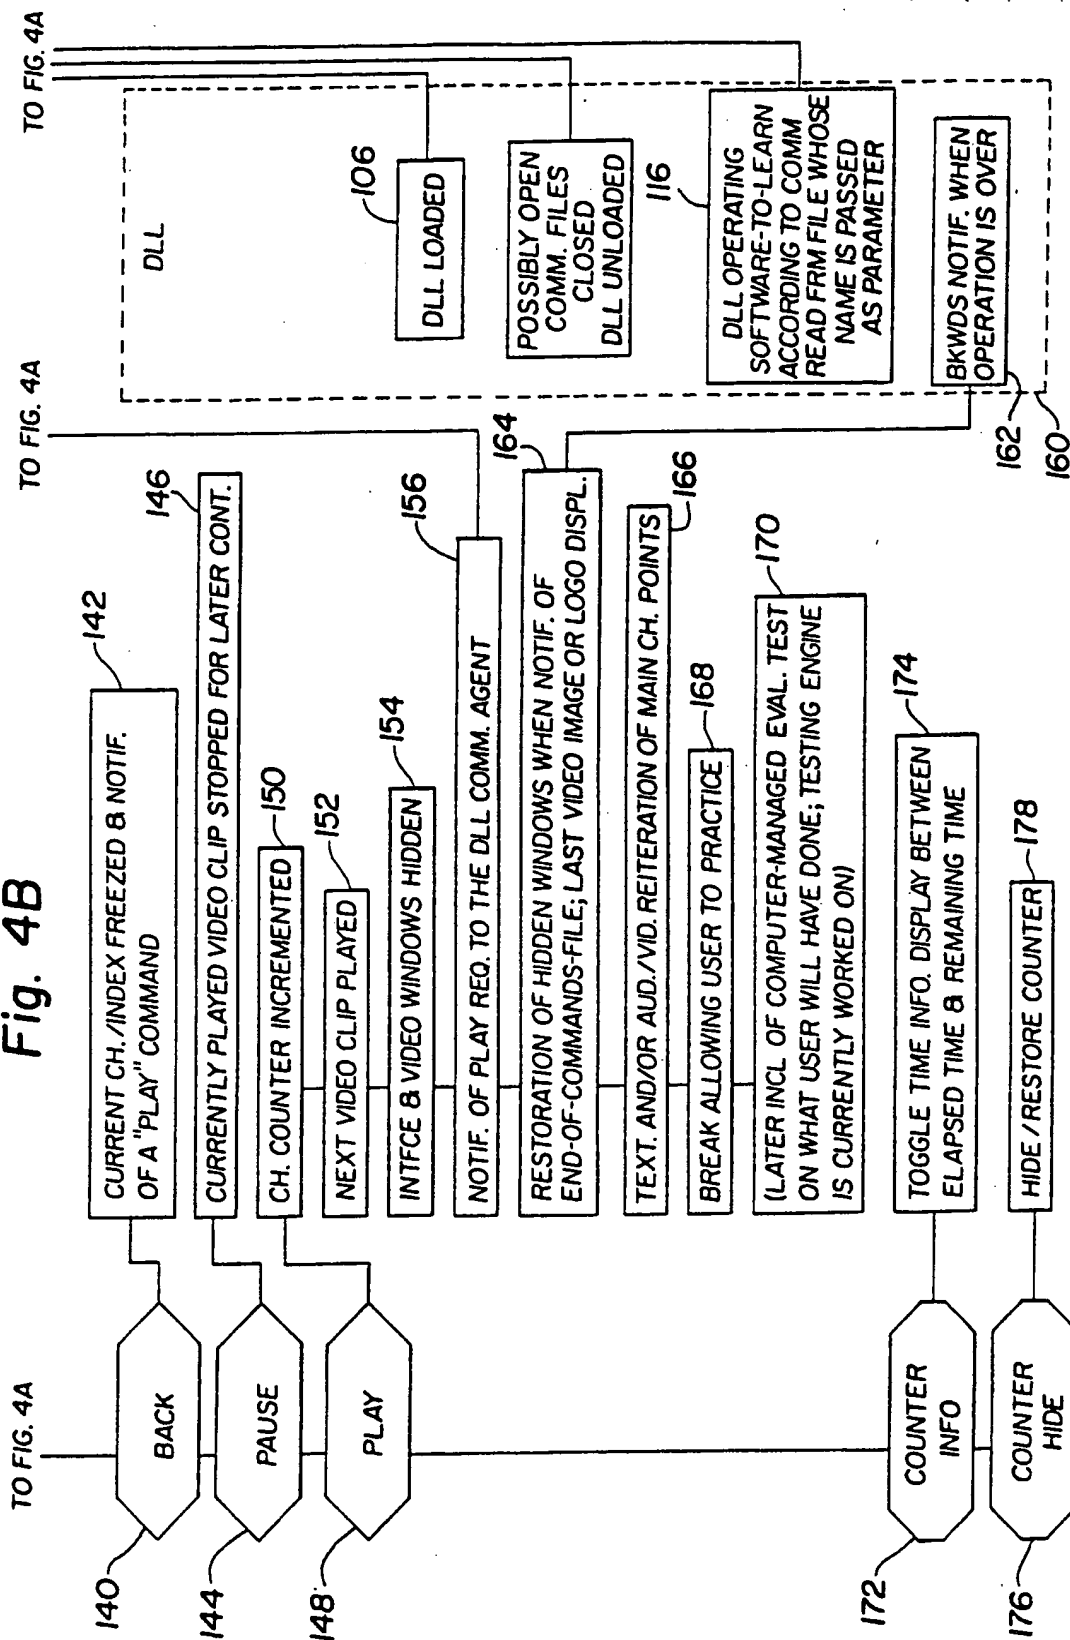 Fig. 4B
TO FIG. 4A
140
BACK
142
CURRENT CH./INDEX FREEZED & NOTIF.
OF A "PLAY" COMMAND
144
PAUSE
146
CURRENTLY PLAYED VIDEO CLIP STOPPED FOR LATER CONT.
148
PLAY
150
CH. COUNTER INCREMENTED
152
NEXT VIDEO CLIP PLAYED
154
INTFCE & VIDEO WINDOWS HIDDEN
156
NOTIF. OF PLAY REQ. TO THE DLL COMM. AGENT
TO FIG. 4A
164
RESTORATION OF HIDDEN WINDOWS WHEN NOTIF. OF
END-OF-COMMANDS-FILE; LAST VIDEO IMAGE OR LOGO DISPL.
166
TEXT. AND/OR AUD./VID. REITERATION OF MAIN CH. POINTS
168
BREAK ALLOWING USER TO PRACTICE
170
(LATER INCL OF COMPUTER-MANAGED EVAL. TEST
ON WHAT USER WILL HAVE DONE; TESTING ENGINE
IS CURRENTLY WORKED ON)
172
COUNTER
INFO
174
TOGGLE TIME INFO. DISPLAY BETWEEN
ELAPSED TIME & REMAINING TIME
176
COUNTER
HIDE
178
HIDE/RESTORE COUNTER
TO FIG. 4A
DLL
106
DLL LOADED
POSSIBLY OPEN
COMM. FILES
CLOSED
DLL UNLOADED
116
DLL OPERATING
SOFTWARE-TO-LEARN
ACCORDING TO COMM
READ FRM FILE WHOSE
NAME IS PASSED
AS PARAMETER
BKWDS NOTIF. WHEN
OPERATION IS OVER
162
160